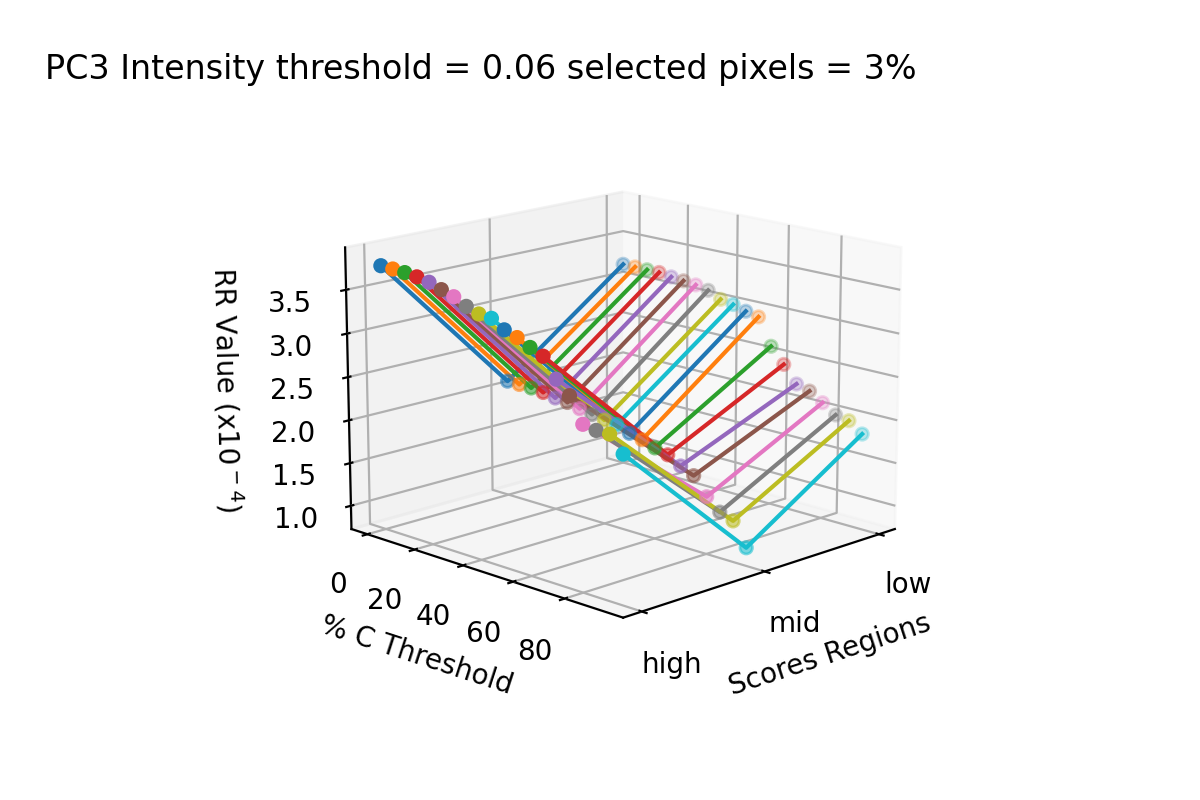 PC3 Intensity threshold = 0.06 selected pixels = 3%
RR Value (x10⁻⁴)
3.5
3.0
2.5
2.0
1.5
1.0
0
20
40
60
80
% C Threshold
high
mid
low
Scores Regions